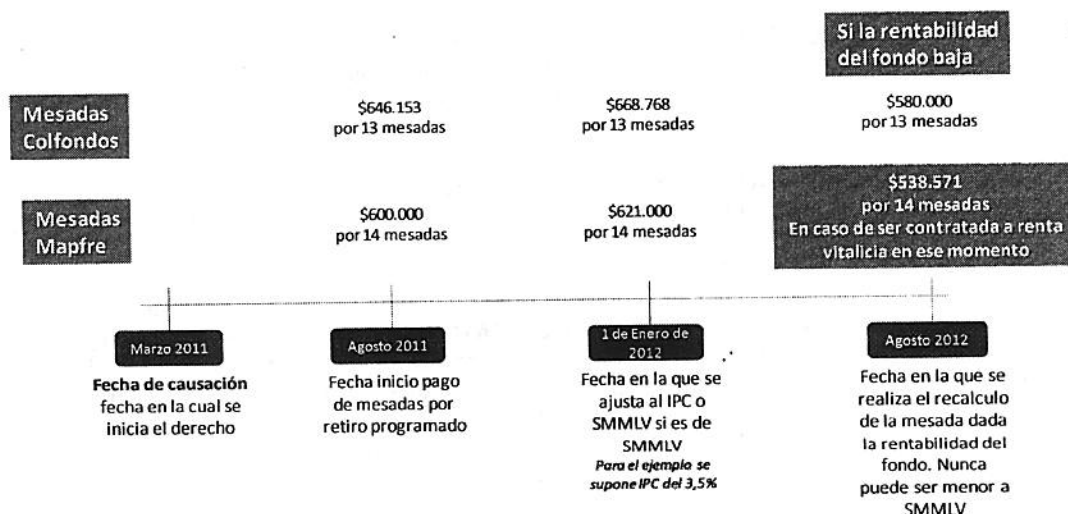 Si la rentabilidad
del fondo baja
Mesadas
Colfondos
$646.153
por 13 mesadas
$668.768
por 13 mesadas
$580.000
por 13 mesadas
Mesadas
Mapfre
$600.000
por 14 mesadas
$621.000
por 14 mesadas
$538.571
por 14 mesadas
En caso de ser contratada a renta
vitalicia en ese momento
Marzo 2011
Fecha de causación
fecha en la cual se
inicia el derecho
Agosto 2011
Fecha inicio pago
de mesadas por
retiro programado
1 de Enero de
2012
Fecha en la que se
ajusta al IPC o
SMMLV si es de
SMMLV
Para el ejemplo se
supone IPC del 3,5%
Agosto 2012
Fecha en la que se
realiza el recalculo
de la mesada dada
la rentabilidad del
fondo. Nunca
puede ser menor a
SMMLV